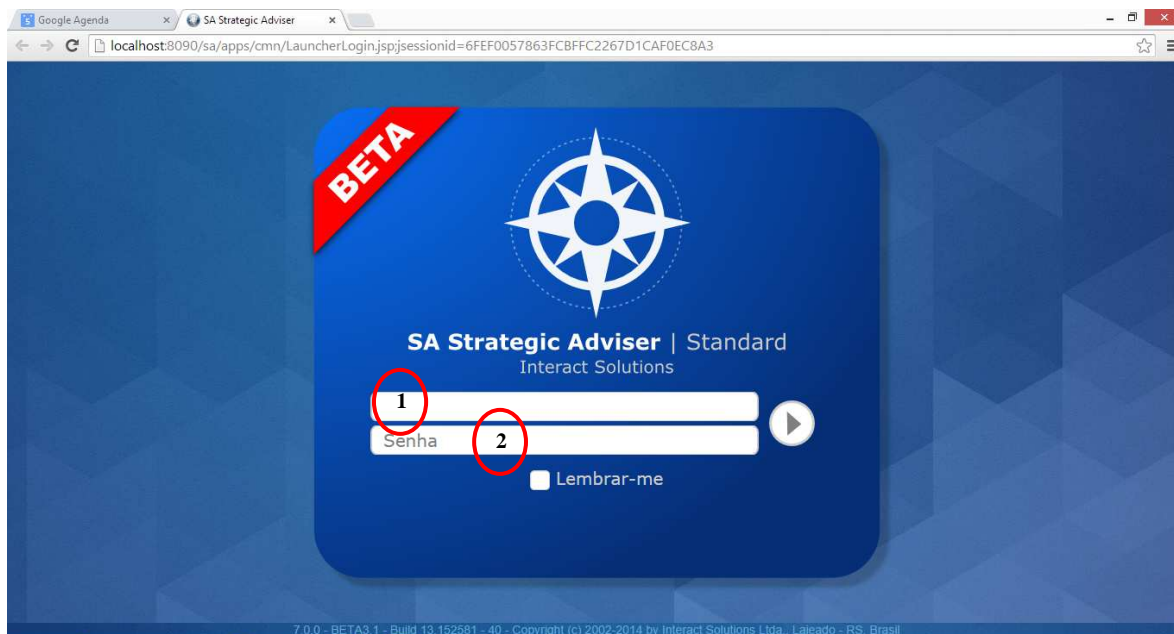 Google Agenda
SA Strategic Adviser
localhost:8090/sa/apps/cmn/LauncherLogin.jsp;jsessionid=6FEF0057863FCBFFC2267D1CAF0EC8A3
BETA
SA Strategic Adviser | Standard
Interact Solutions
1
Senha 2
Lembrar-me
7.0.0 - BETA3.1 - Build 13.152581 - 40 - Copyright (c) 2002-2014 by Interact Solutions Ltda., Lajeado - RS, Brasil